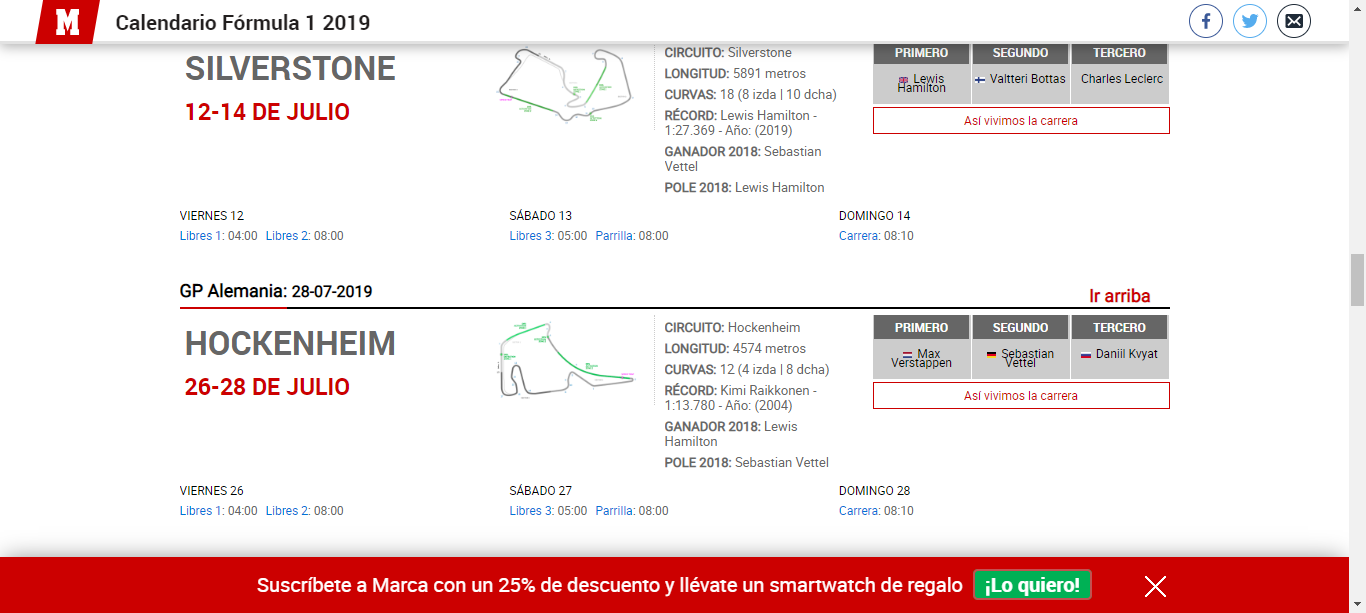 M Calendario Fórmula 1 2019
SILVERSTONE
12-14 DE JULIO
CIRCUITO: Silverstone
LONGITUD: 5891 metros
CURVAS: 18 (8 izda | 10 dcha)
RÉCORD: Lewis Hamilton -
1:27.369 - Año: (2019)
GANADOR 2018: Sebastian
Vettel
POLE 2018: Lewis Hamilton
PRIMERO SEGUNDO TERCERO
Lewis
Hamilton
Valtteri Bottas
Charles Leclerc
Así vivimos la carrera
VIERNES 12
Libres 1: 04:00 Libres 2: 08:00
SÁBADO 13
Libres 3: 05:00 Parrilla: 08:00
DOMINGO 14
Carrera: 08:10
GP Alemania: 28-07-2019
Ir arriba
HOCKENHEIM
26-28 DE JULIO
CIRCUITO: Hockenheim
LONGITUD: 4574 metros
CURVAS: 12 (4 izda | 8 dcha)
RÉCORD: Kimi Raikkonen -
1:13.780 - Año: (2004)
GANADOR 2018: Lewis
Hamilton
POLE 2018: Sebastian Vettel
PRIMERO SEGUNDO TERCERO
Max
Verstappen
Sebastian
Vettel
Daniil Kvyat
Así vivimos la carrera
VIERNES 26
Libres 1: 04:00 Libres 2: 08:00
SÁBADO 27
Libres 3: 05:00 Parrilla: 08:00
DOMINGO 28
Carrera: 08:10
Suscríbete a Marca con un 25% de descuento y llévate un smartwatch de regalo ¡Lo quiero!